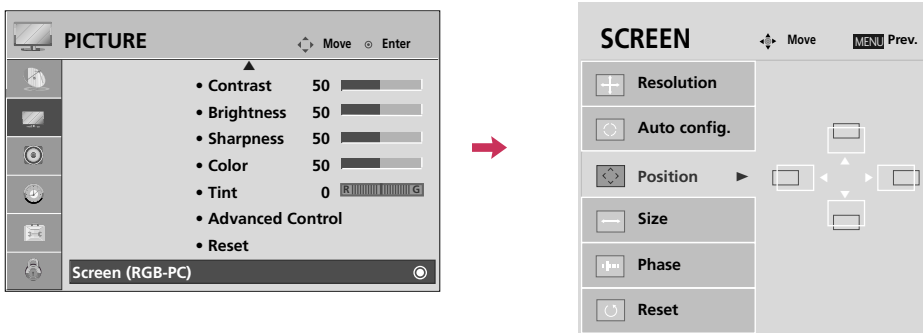 PICTURE
Move Enter
• Contrast 50
• Brightness 50
• Sharpness 50
• Color 50
• Tint 0 R G
• Advanced Control
• Reset
Screen (RGB-PC)
SCREEN
Move MENU Prev.
Resolution
Auto config.
Position
Size
Phase
Reset